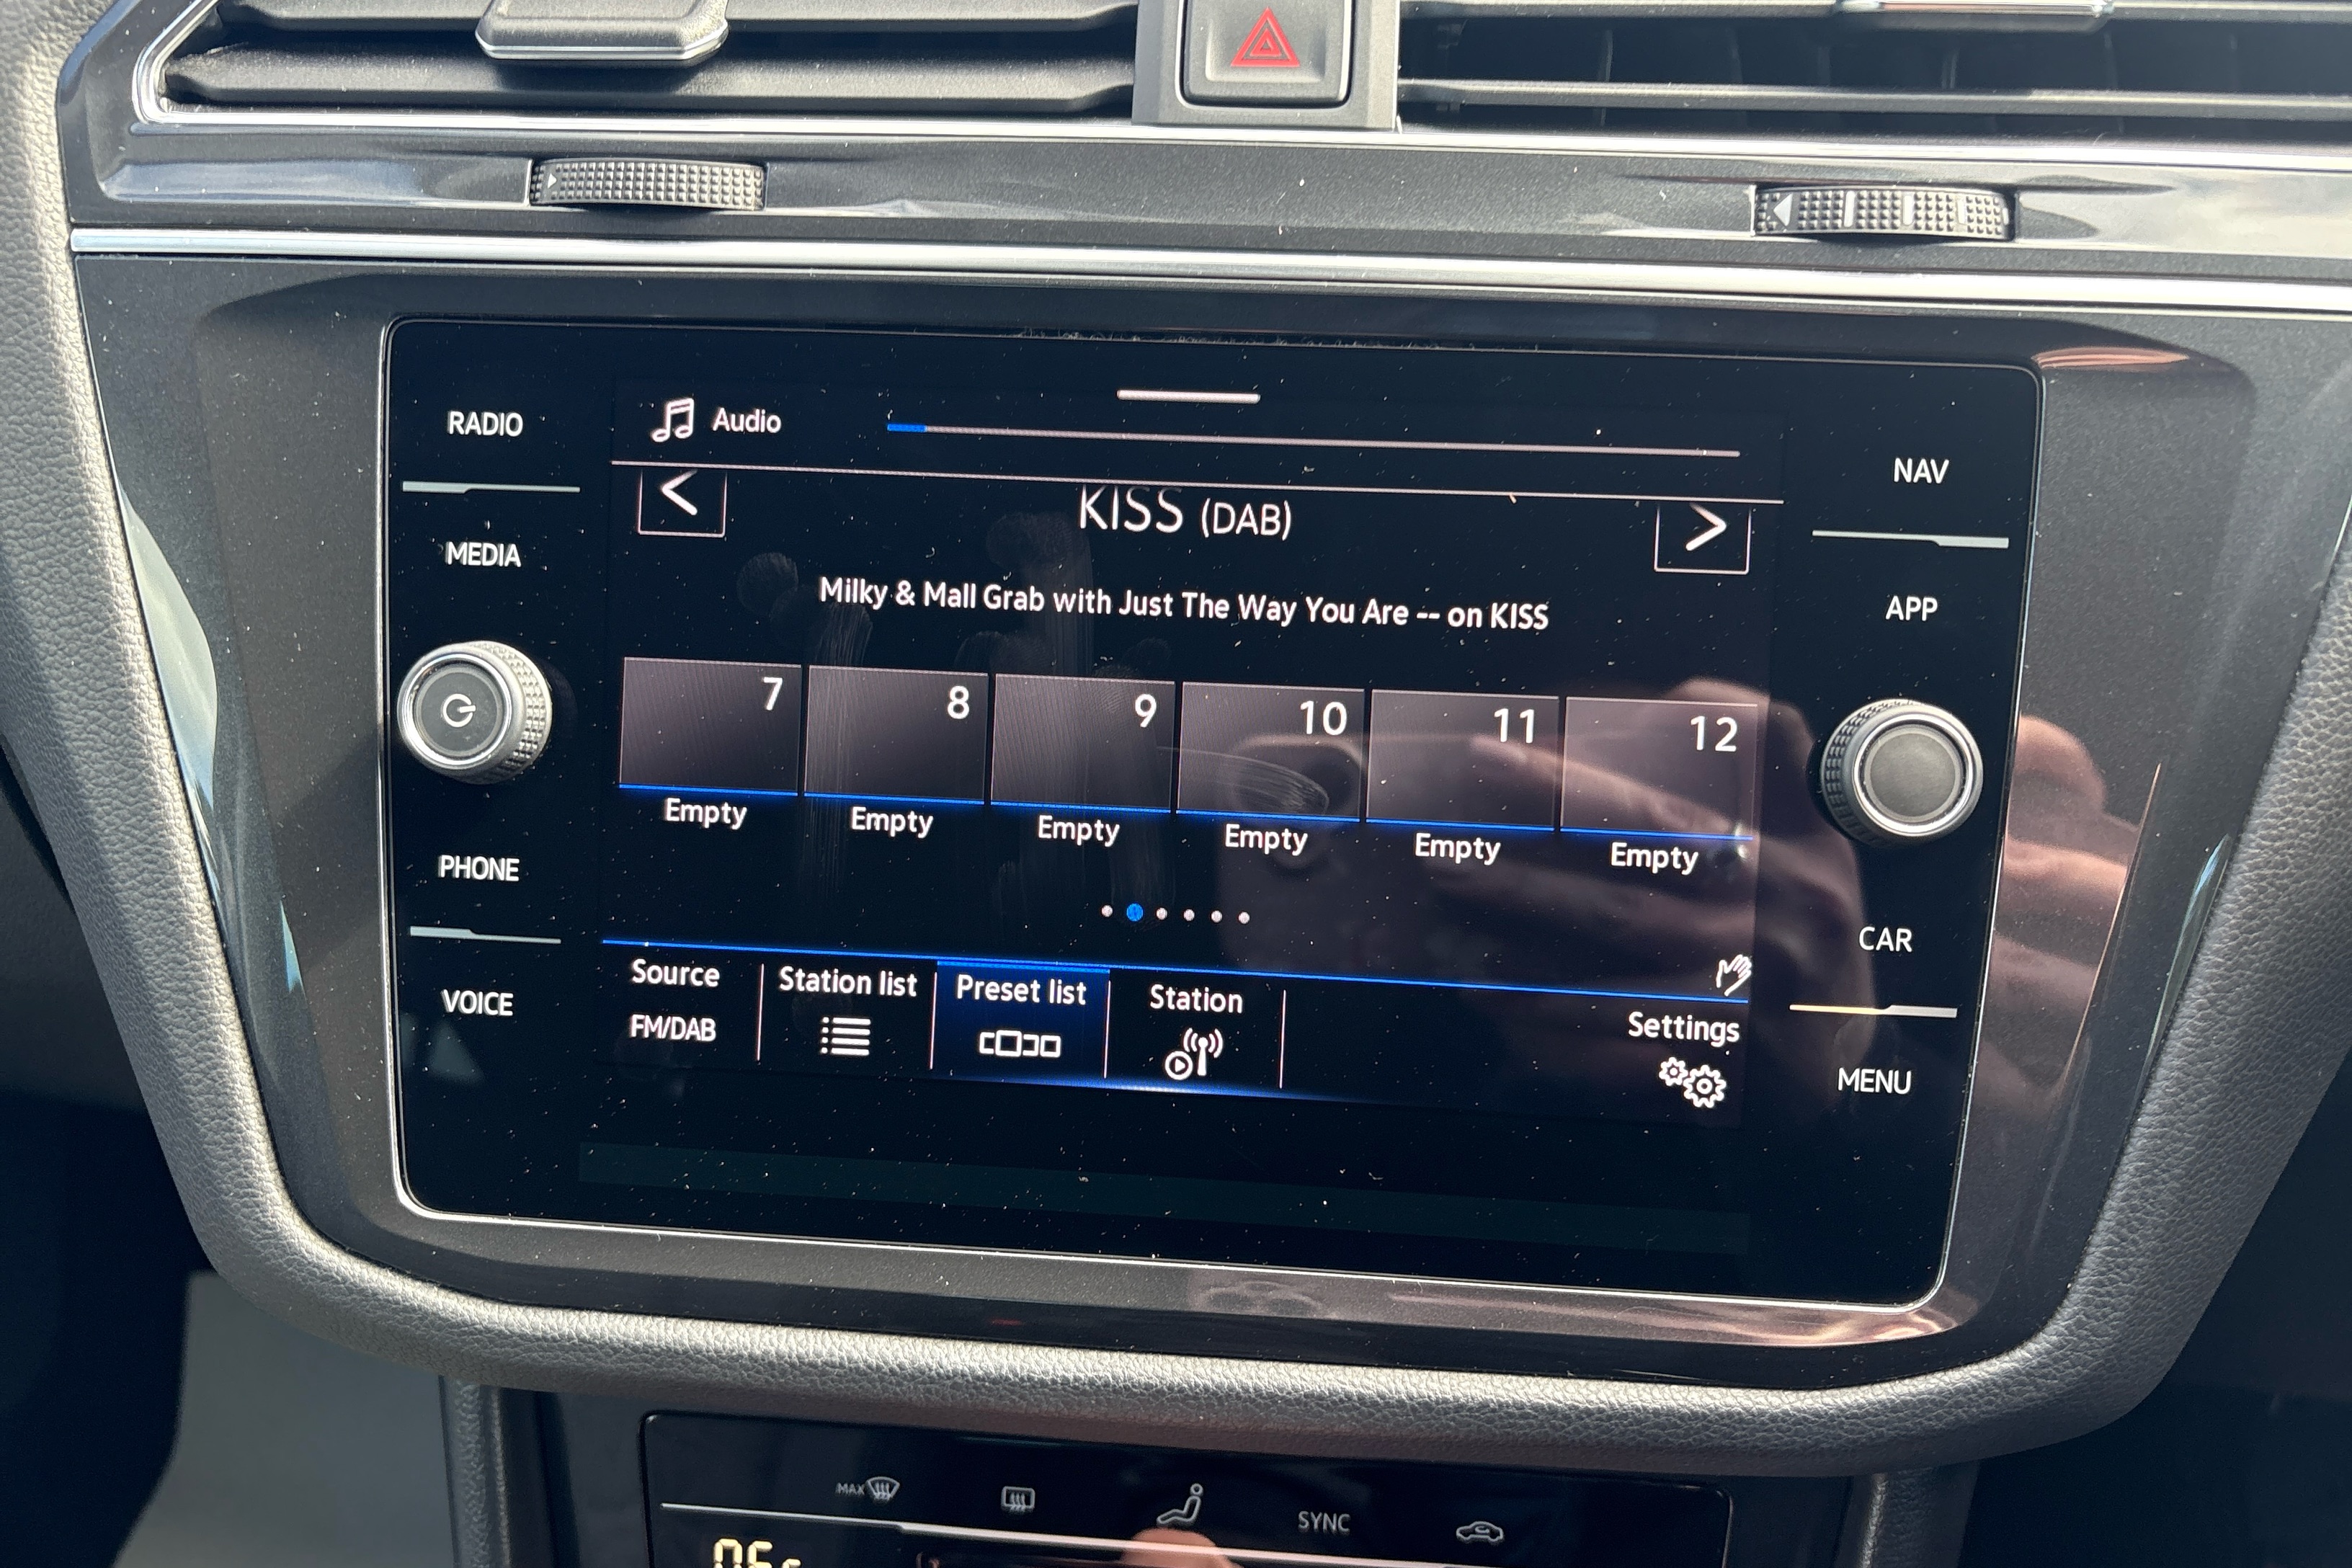 RADIO
MEDIA
PHONE
VOICE
Audio
KISS (DAB)
Milky & Mall Grab with Just The Way You Are -- on KISS
7 8 9 10 11 12
Empty Empty Empty Empty Empty Empty
Source Station list Preset list Station
FM/DAB
Settings
NAV
APP
CAR
MENU
MAX
SYNC